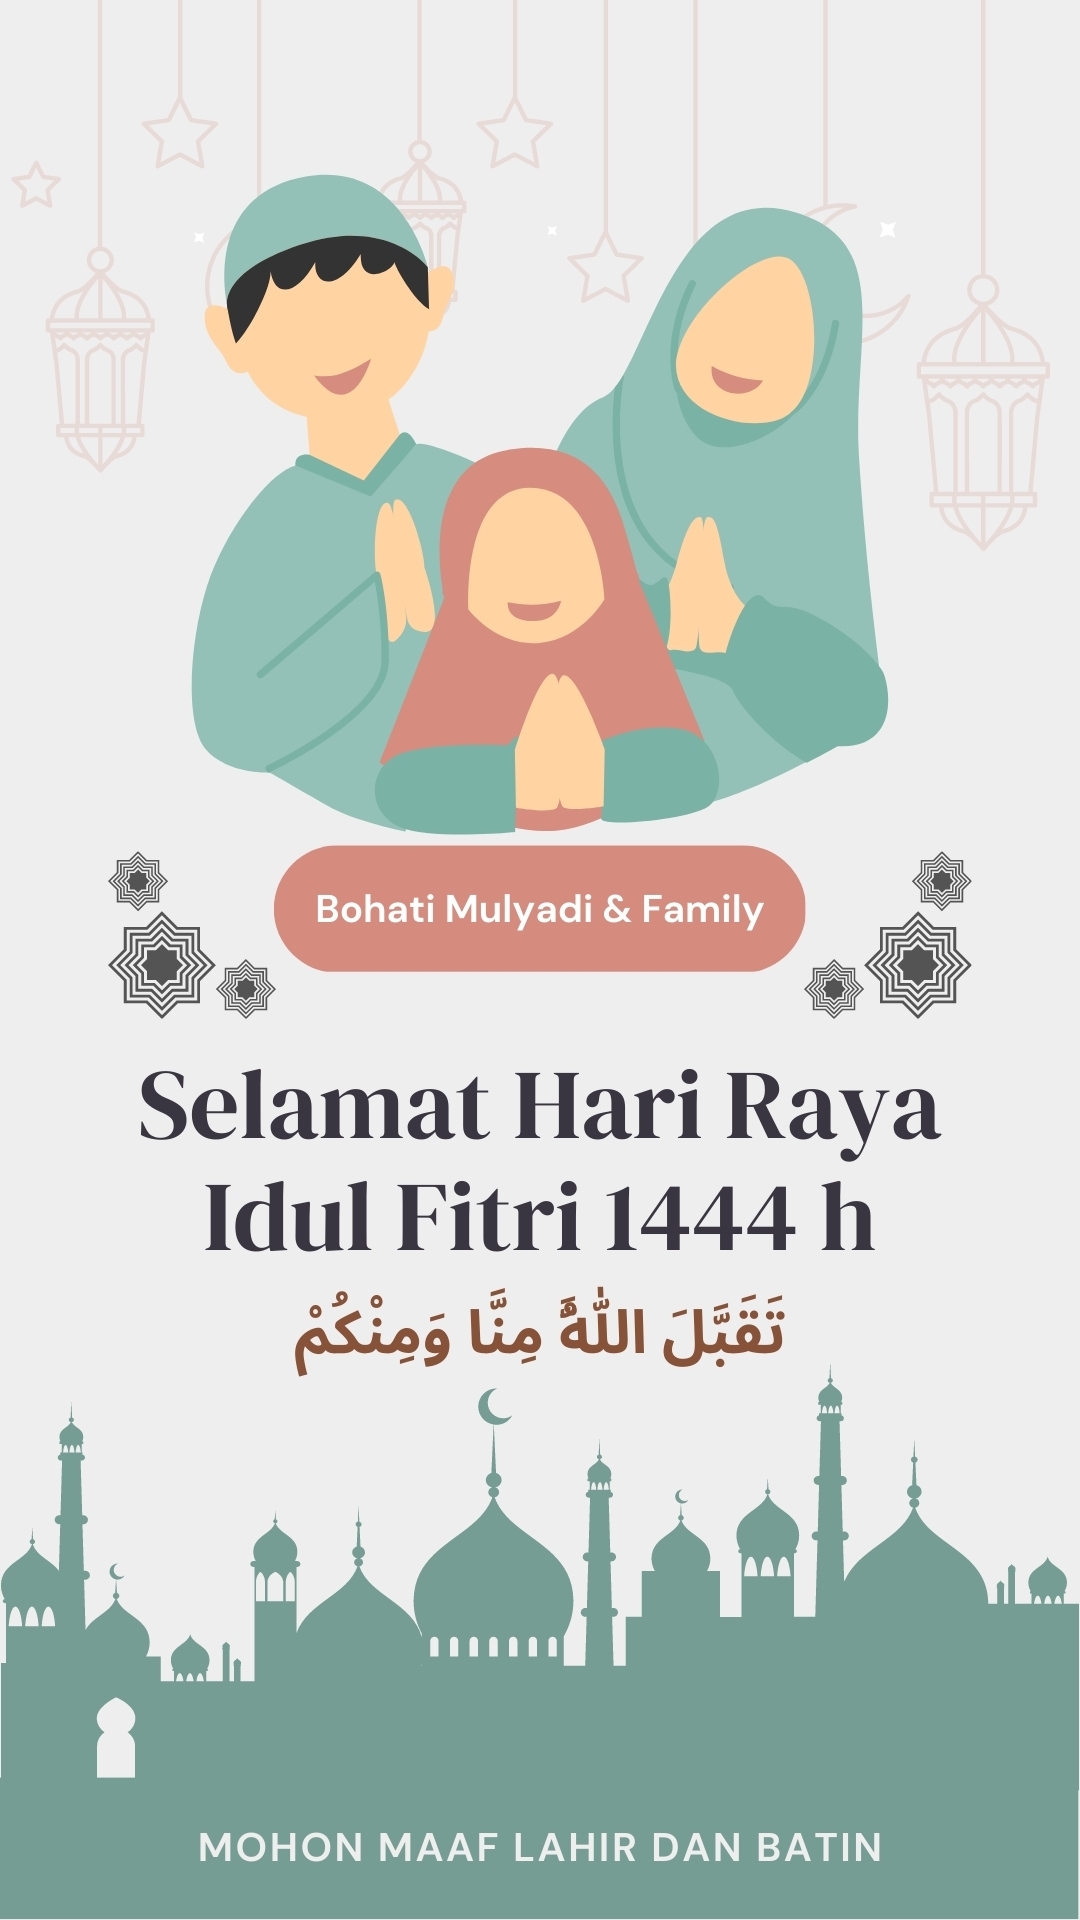 Bohati Mulyadi & Family
Selamat Hari Raya
Idul Fitri 1444 h
تَقَبَّلَ اللّٰهُ مِنَّا وَمِنْكُمْ
MOHON MAAF LAHIR DAN BATIN